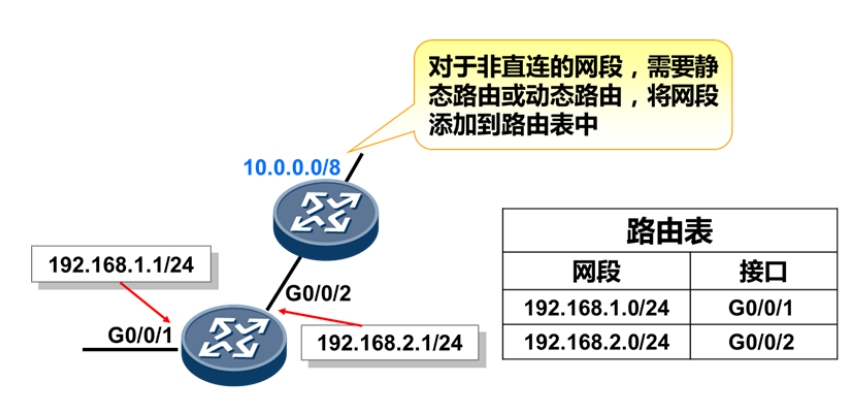 对于非直连的网段，需要静
态路由或动态路由，将网段
添加到路由表中
10.0.0.0/8
192.168.1.1/24
G0/0/2
G0/0/1
192.168.2.1/24
路由表
网段 接口
192.168.1.0/24 G0/0/1
192.168.2.0/24 G0/0/2